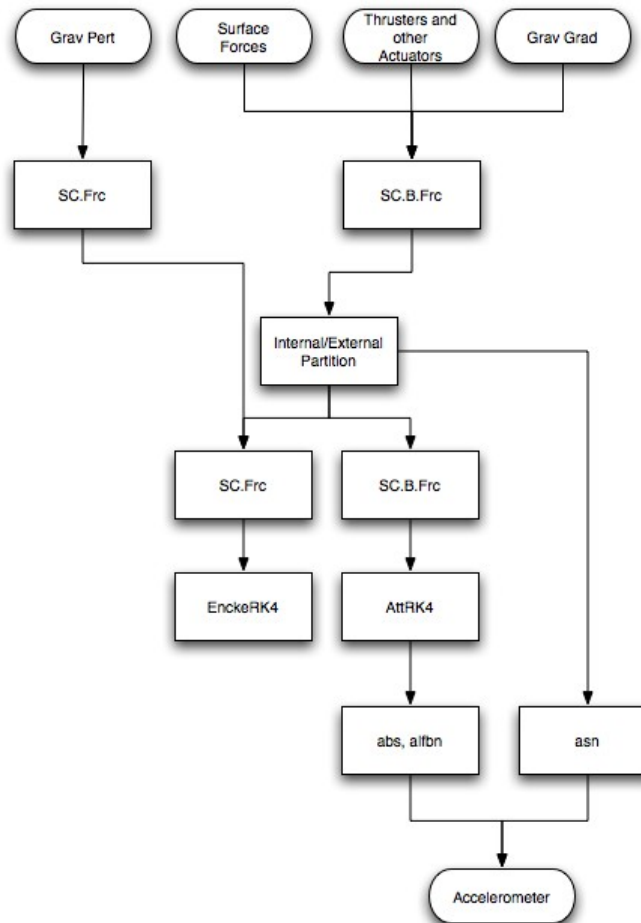 Grav Pert
Surface
Forces
Thrusters and
other
Actuators
Grav Grad
SC.Frc
SC.B.Frc
Internal/External
Partition
SC.Frc
SC.B.Frc
EnckeRK4
AttRK4
abs, alfbn
asn
Accelerometer